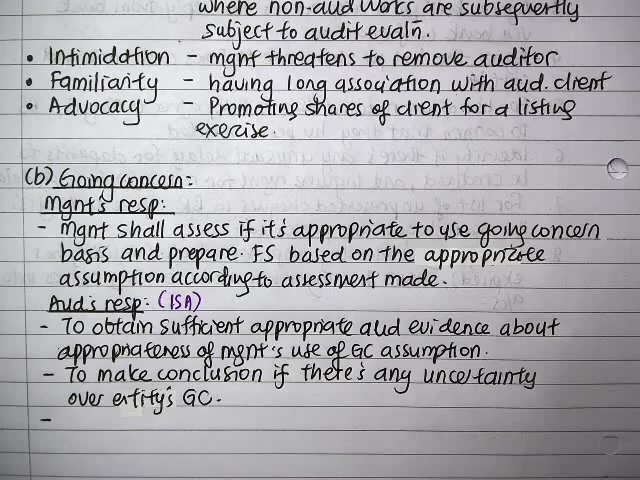 where non-aud works are subsequently
subject to audit evaln.
• Intimidation - mgnt threatens to remove auditor
• Familiarity - having long association with aud. client
• Advocacy - Promoting shares of client for a listing
exercise.
(b) Going concern:
Mgnt's resp:
- mgnt shall assess if it's appropriate to use going concern
basis and prepare FS based on the appropriate
assumption according to assessment made.
Aud's resp: (ISA)
- To obtain sufficient appropriate aud evidence about
appropriateness of mgnt's use of GC assumption.
- To make conclusion if there's any uncertainty
over entity's GC.
-